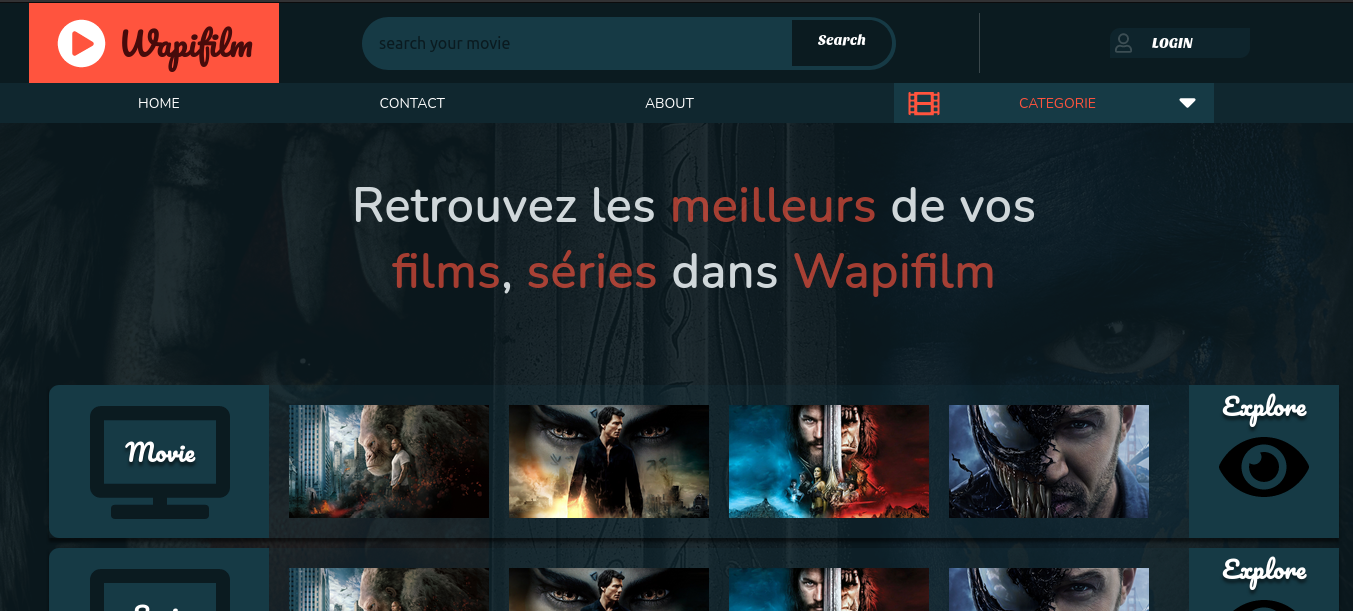 Wapifilm
search your movie
Search
LOGIN
HOME
CONTACT
ABOUT
CATEGORIE
Retrouvez les meilleurs de vos
films, séries dans Wapifilm
Movie
Explore
Explore